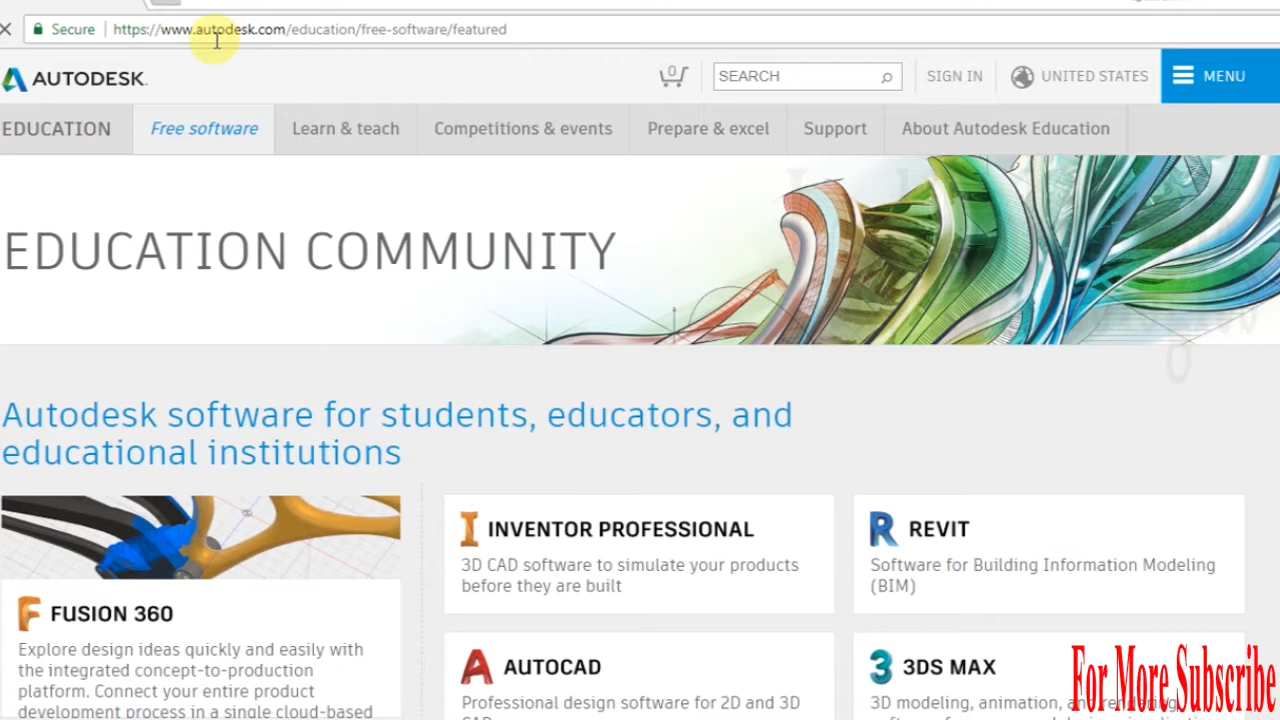 Secure https://www.autodesk.com/education/free-software/featured
AUTODESK.
0
SEARCH
SIGN IN
UNITED STATES
MENU
EDUCATION
Free software
Learn & teach
Competitions & events
Prepare & excel
Support
About Autodesk Education
EDUCATION COMMUNITY
Autodesk software for students, educators, and
educational institutions
FUSION 360
Explore design ideas quickly and easily with
the integrated concept-to-production
platform. Connect your entire product
development process in a single cloud-based
INVENTOR PROFESSIONAL
3D CAD software to simulate your products
before they are built
REVIT
Software for Building Information Modeling
(BIM)
AUTOCAD
Professional design software for 2D and 3D
CAD
3DS MAX
3D modeling, animation, and rendering
For More Subscribe